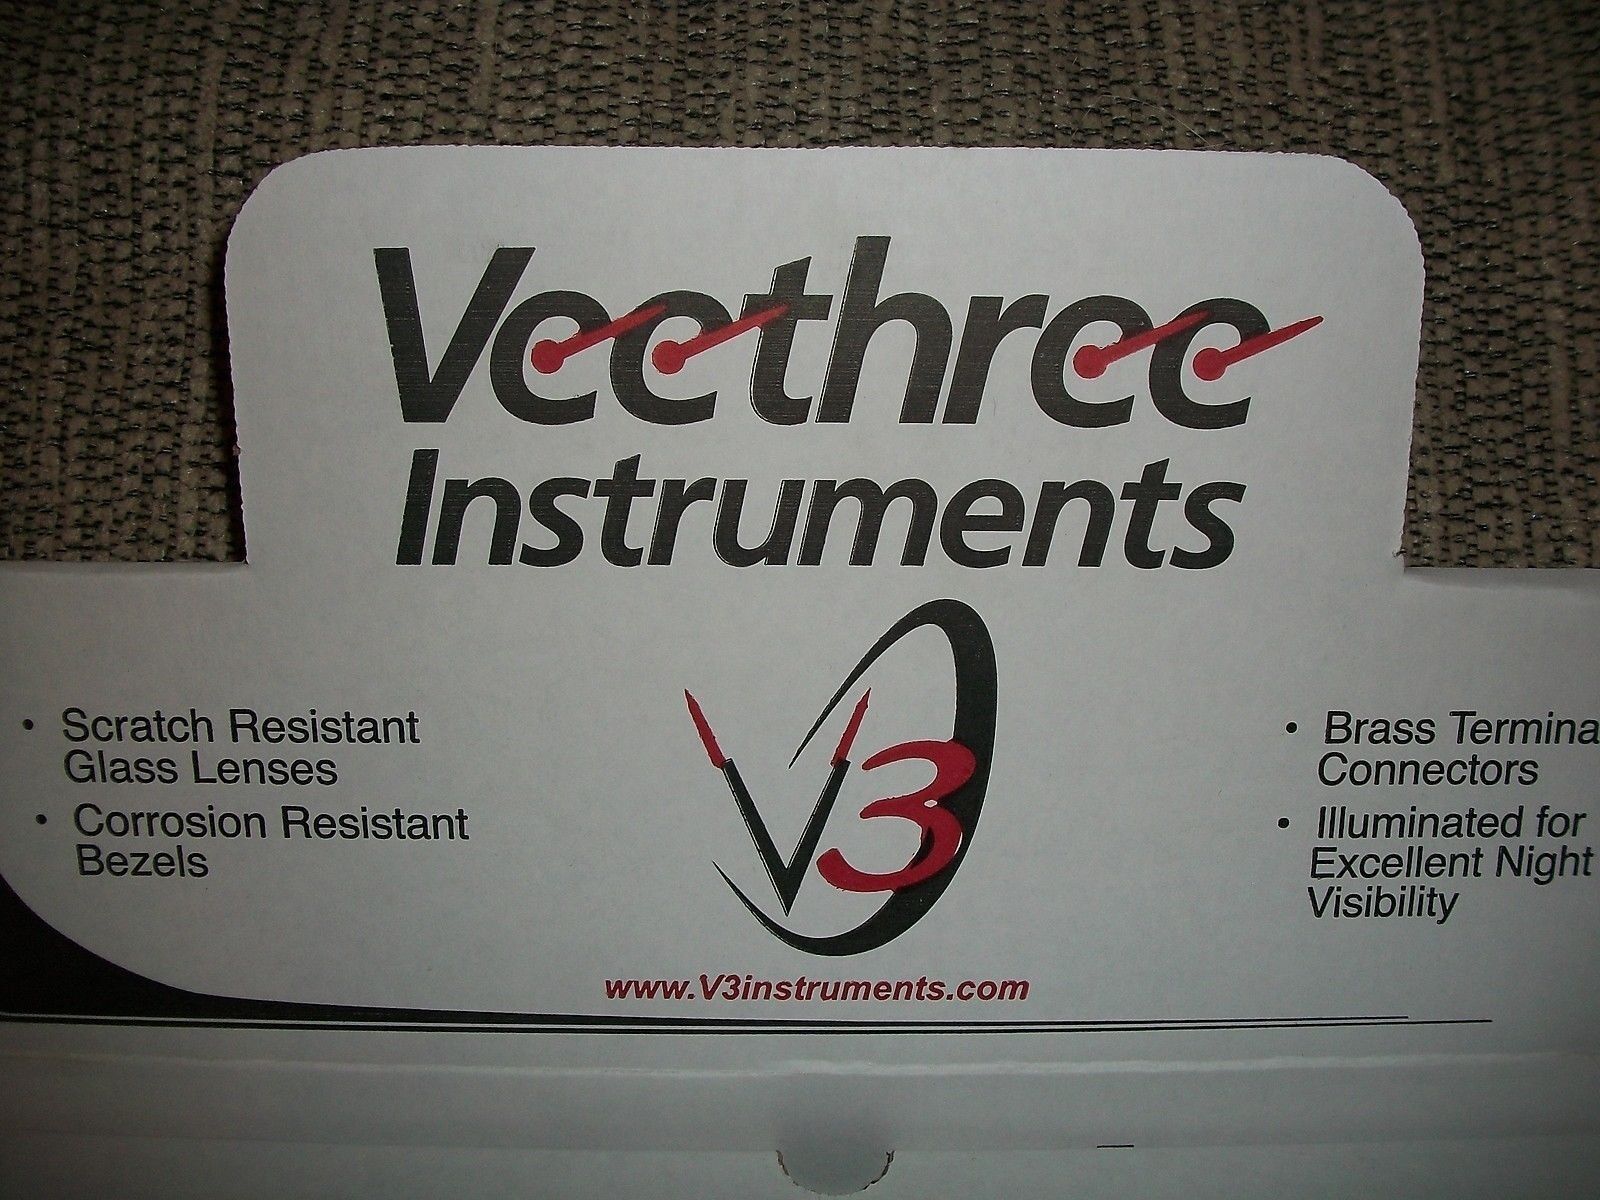 Veethree
Instruments
V3
• Scratch Resistant
Glass Lenses
• Corrosion Resistant
Bezels
• Brass Termina
Connectors
• Illuminated for
Excellent Night
Visibility
www.V3instruments.com